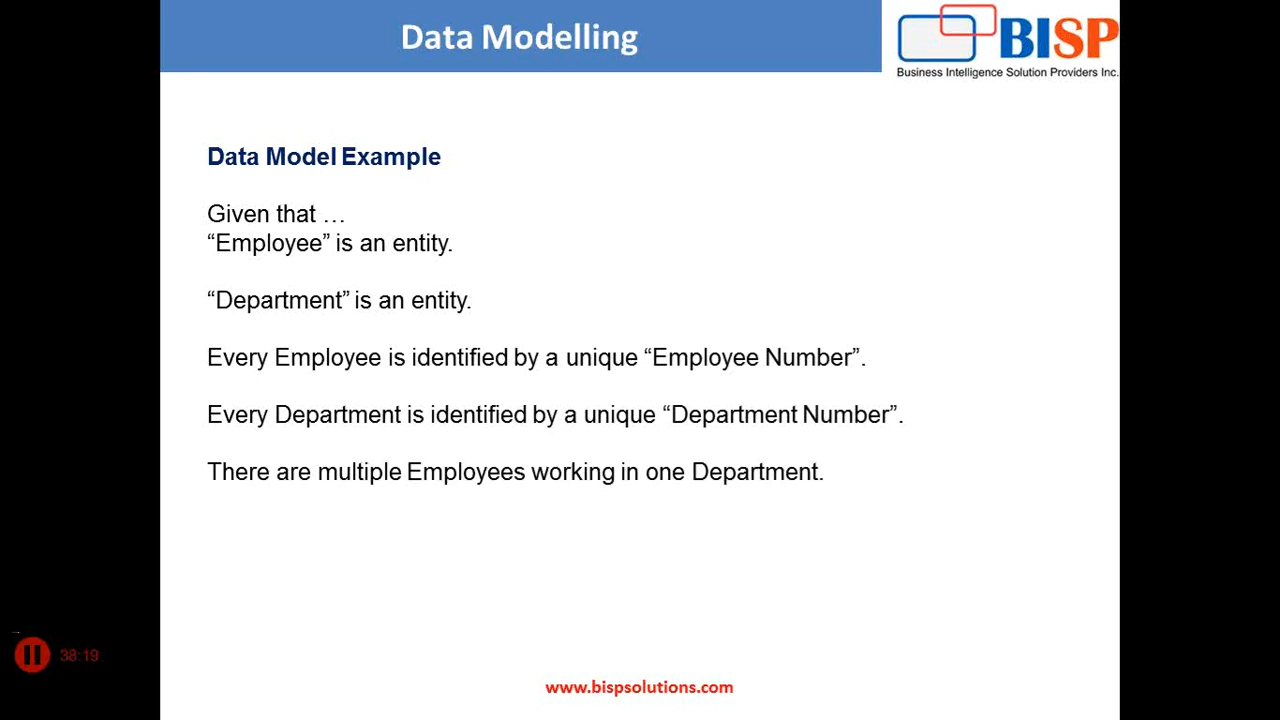 Data Modelling
BISP
Business Intelligence Solution Providers Inc.
Data Model Example
Given that …
“Employee” is an entity.
“Department” is an entity.
Every Employee is identified by a unique “Employee Number”.
Every Department is identified by a unique “Department Number”.
There are multiple Employees working in one Department.
38:19
www.bispsolutions.com